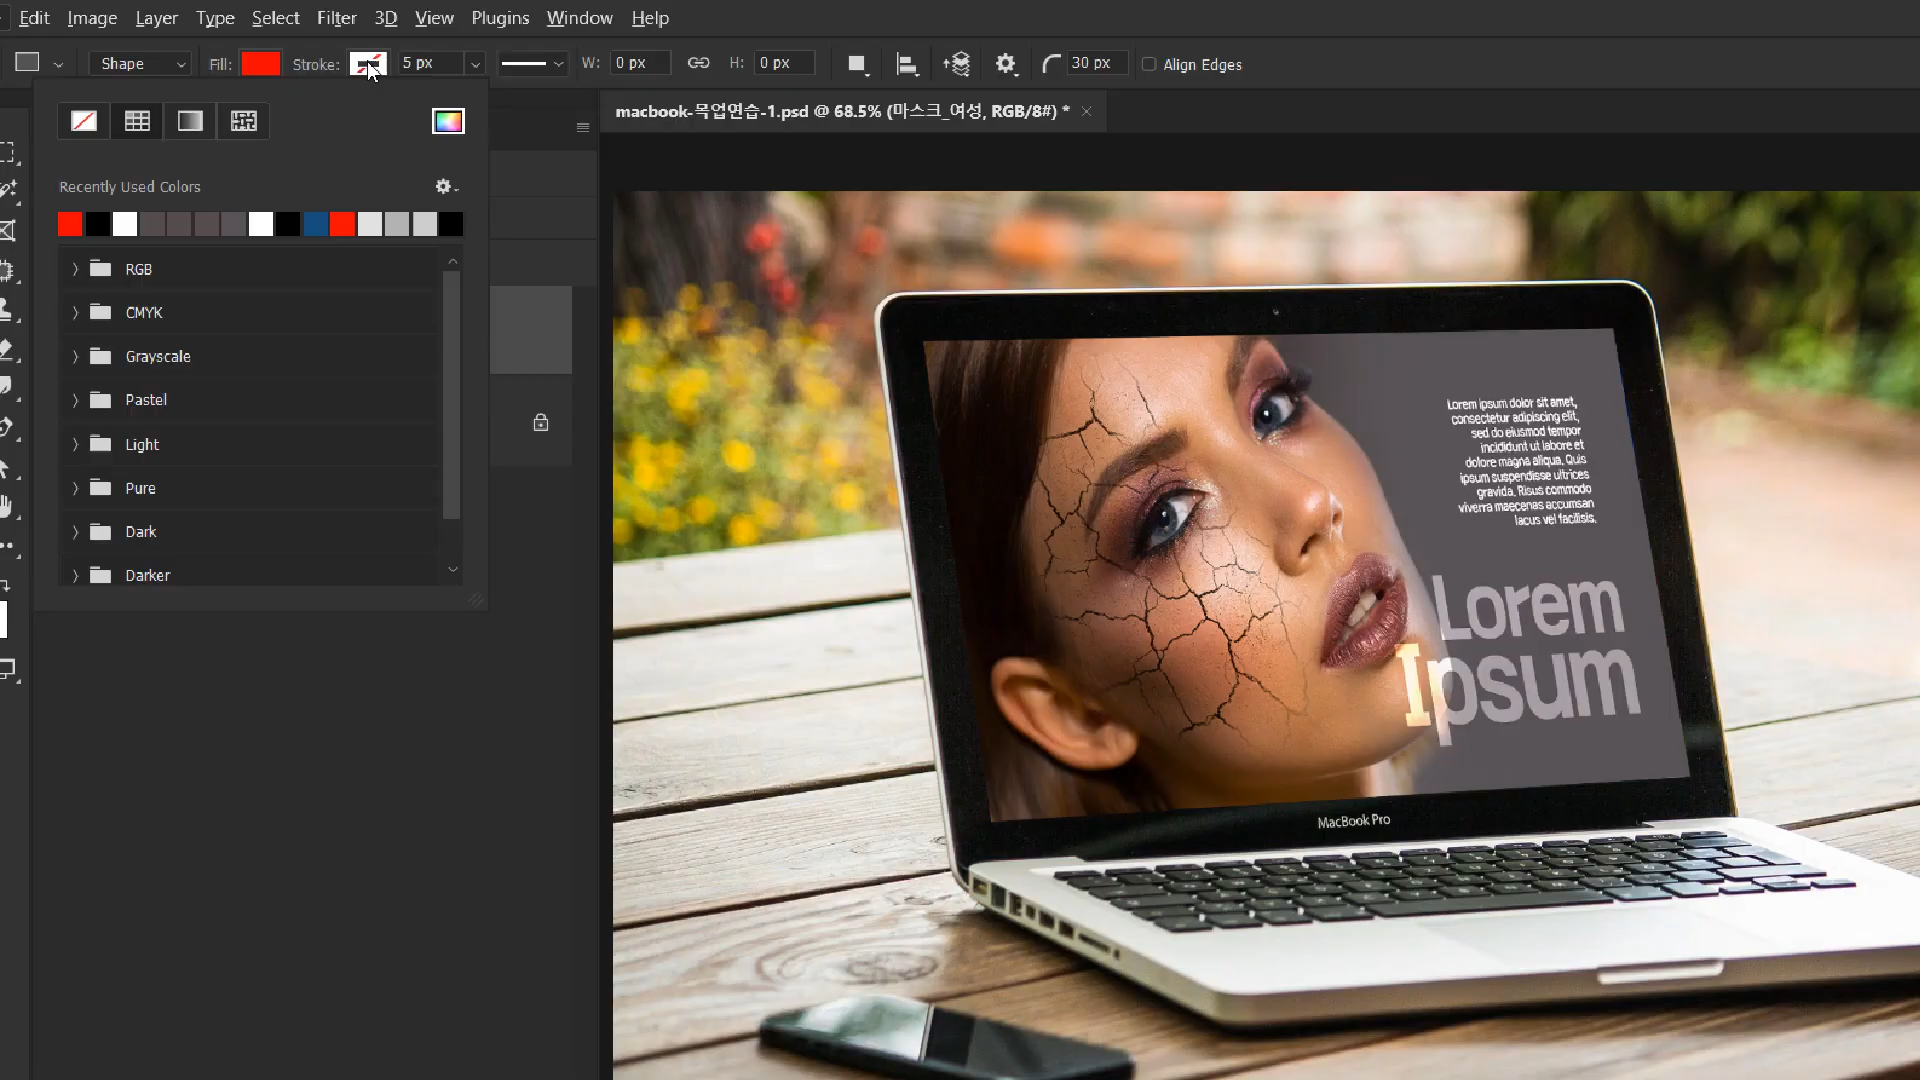 Edit Image Layer Type Select Filter 3D View Plugins Window Help
Shape Fill: Stroke: 5 px W: 0 px H: 0 px 30 px Align Edges
macbook-목업연습-1.psd @ 68.5% (마스크_여성, RGB/8#) *
Recently Used Colors
RGB
CMYK
Grayscale
Pastel
Light
Pure
Dark
Darker
Lorem ipsum dolor sit amet,
consectetur adipiscing elit,
sed do eiusmod tempor
incididunt ut labore et
dolore magna aliqua. Quis
ipsum suspendisse ultrices
gravida. Risus commodo
viverra maecenas accumsan
lacus vel facilisis.
Lorem
Ipsum
MacBook Pro